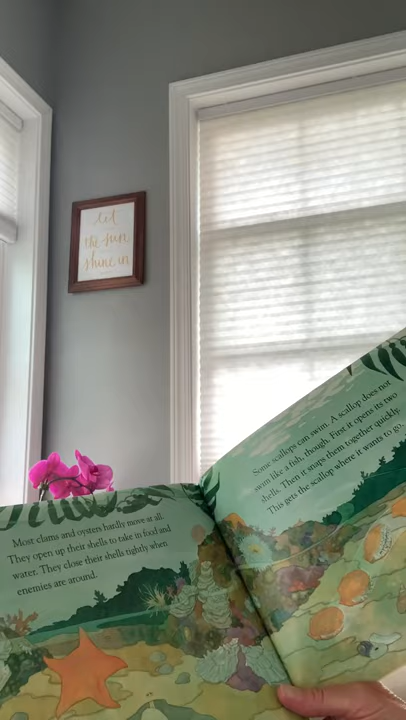 let
the sun
shine in
Most clams and oysters hardly move at all.
They open up their shells to take in food and
water. They close their shells tightly when
enemies are around.
Some scallops can swim. A scallop does not
swim like a fish, though. First it opens its two
shells. Then it snaps them together quickly.
This gets the scallop where it wants to go.